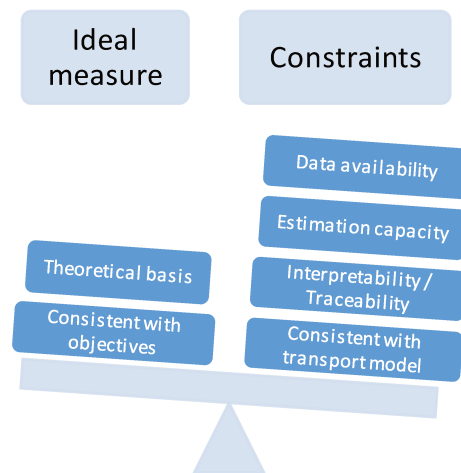 Ideal
measure
Constraints
Data availability
Estimation capacity
Interpretability /
Traceability
Consistent with
transport model
Theoretical basis
Consistent with
objectives